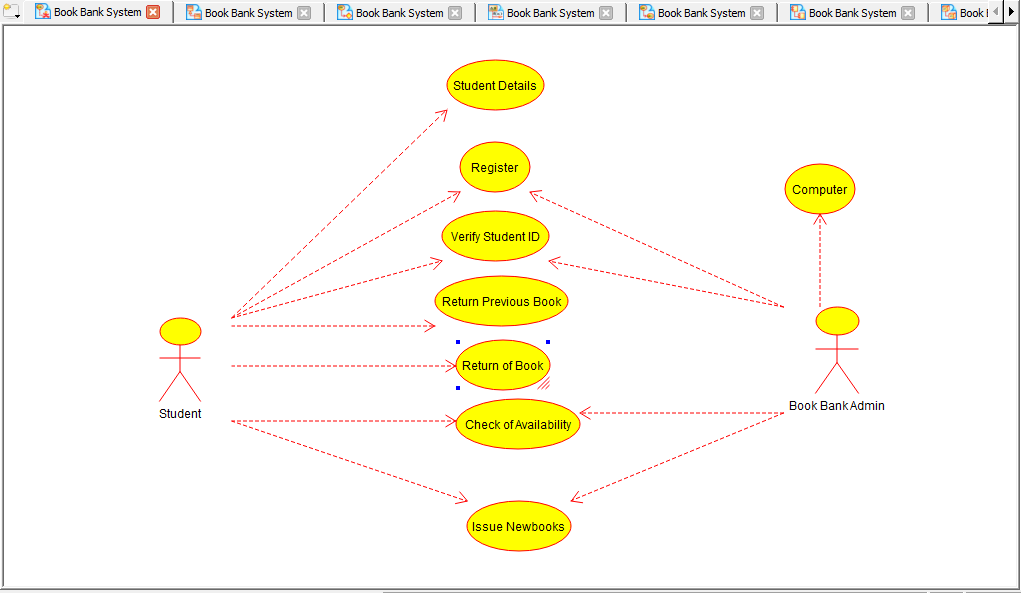 Book Bank System
Book Bank System
Book Bank System
Book Bank System
Book Bank System
Book Bank System
Book
Student Details
Register
Computer
Verify Student ID
Return Previous Book
Return of Book
Book Bank Admin
Student
Check of Availability
Issue Newbooks